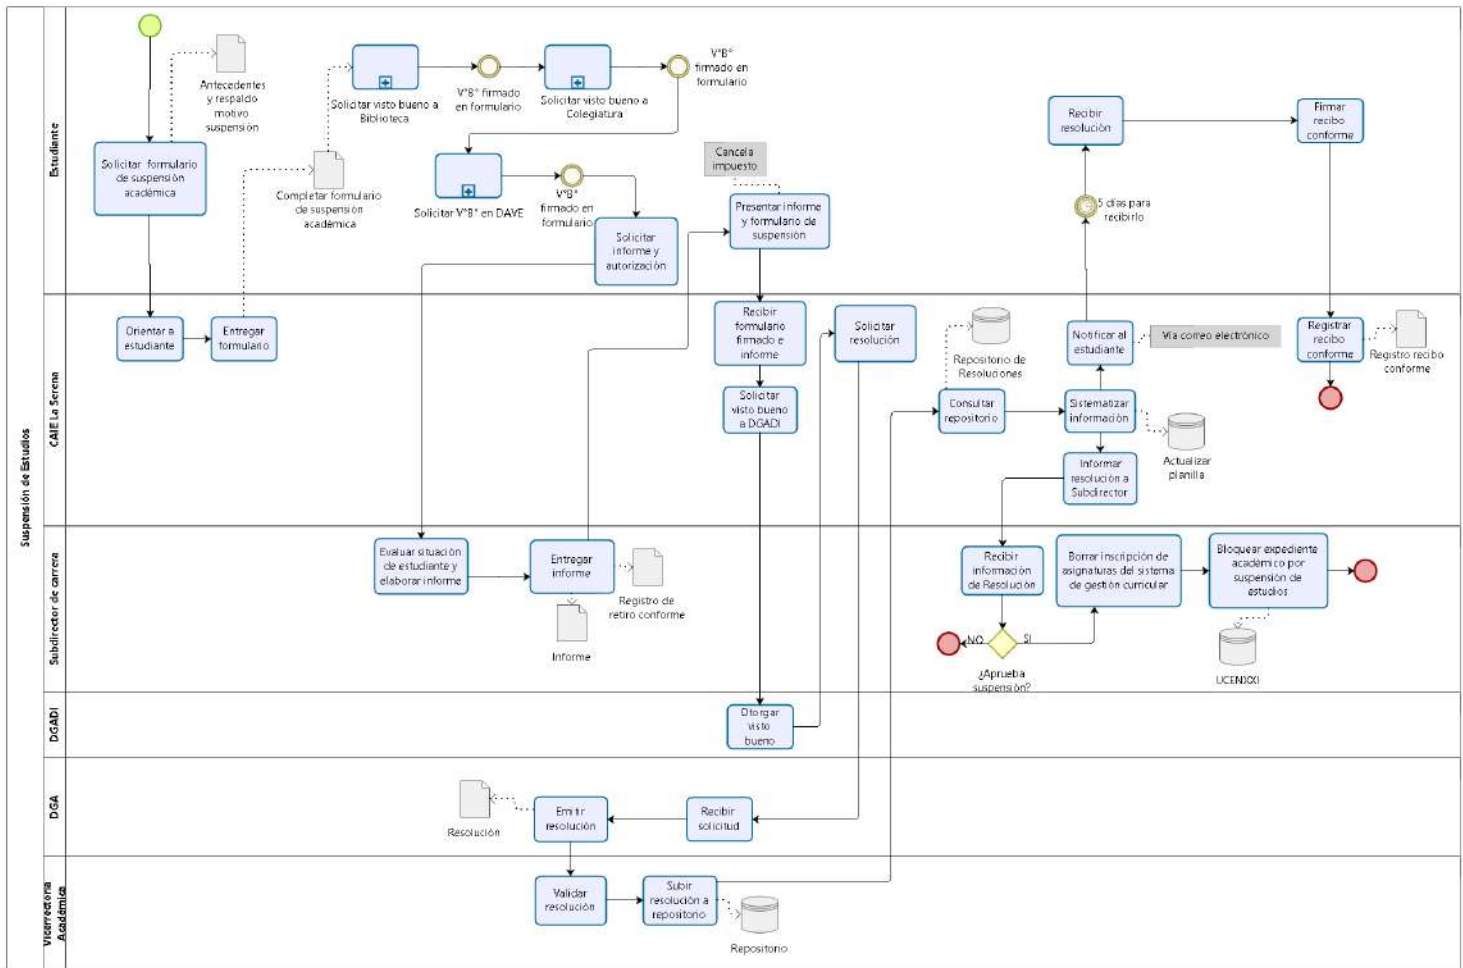 Suspensión de Estudios
Estudiante
Antecedentes
y respaldo
motivo
suspensión
Solicitar formulario
de suspensión
académica
Completar formulario
de suspensión
académica
Solicitar visto bueno a
Biblioteca
V°B° firmado
en formulario
Solicitar visto bueno a
Colegiatura
V°B°
firmado en
formulario
Solicitar V°B° en DAVE
V°B°
firmado en
formulario
Solicitar
informe y
autorización
Cancela
impuesto
Presentar informe
y formulario de
suspensión
Recibir
resolución
5 días para
recibirlo
Firmar
recibo
conforme
CAIE La Serena
Orientar a
estudiante
Entregar
formulario
Recibir
formulario
firmado e
informe
Solicitar
visto bueno
a DGADI
Solicitar
resolución
Repositorio de
Resoluciones
Consultar
repositorio
Notificar al
estudiante
Vía correo electrónico
Sistematizar
información
Actualizar
planilla
Informar
resolución a
Subdirector
Registrar
recibo
conforme
Registro recibo
conforme
Subdirector de carrera
Evaluar situación
de estudiante y
elaborar informe
Entregar
informe
Registro de
retiro conforme
Informe
Recibir
información
de Resolución
NO
SI
¿Aprueba
suspensión?
Borrar inscripción de
asignaturas del sistema
de gestión curricular
Bloquear expediente
académico por
suspensión de
estudios
UCENXXI
DGADI
Otorgar
visto
bueno
DGA
Resolución
Emitir
resolución
Recibir
solicitud
Vicerrectoría
Académica
Validar
resolución
Subir
resolución a
repositorio
Repositorio